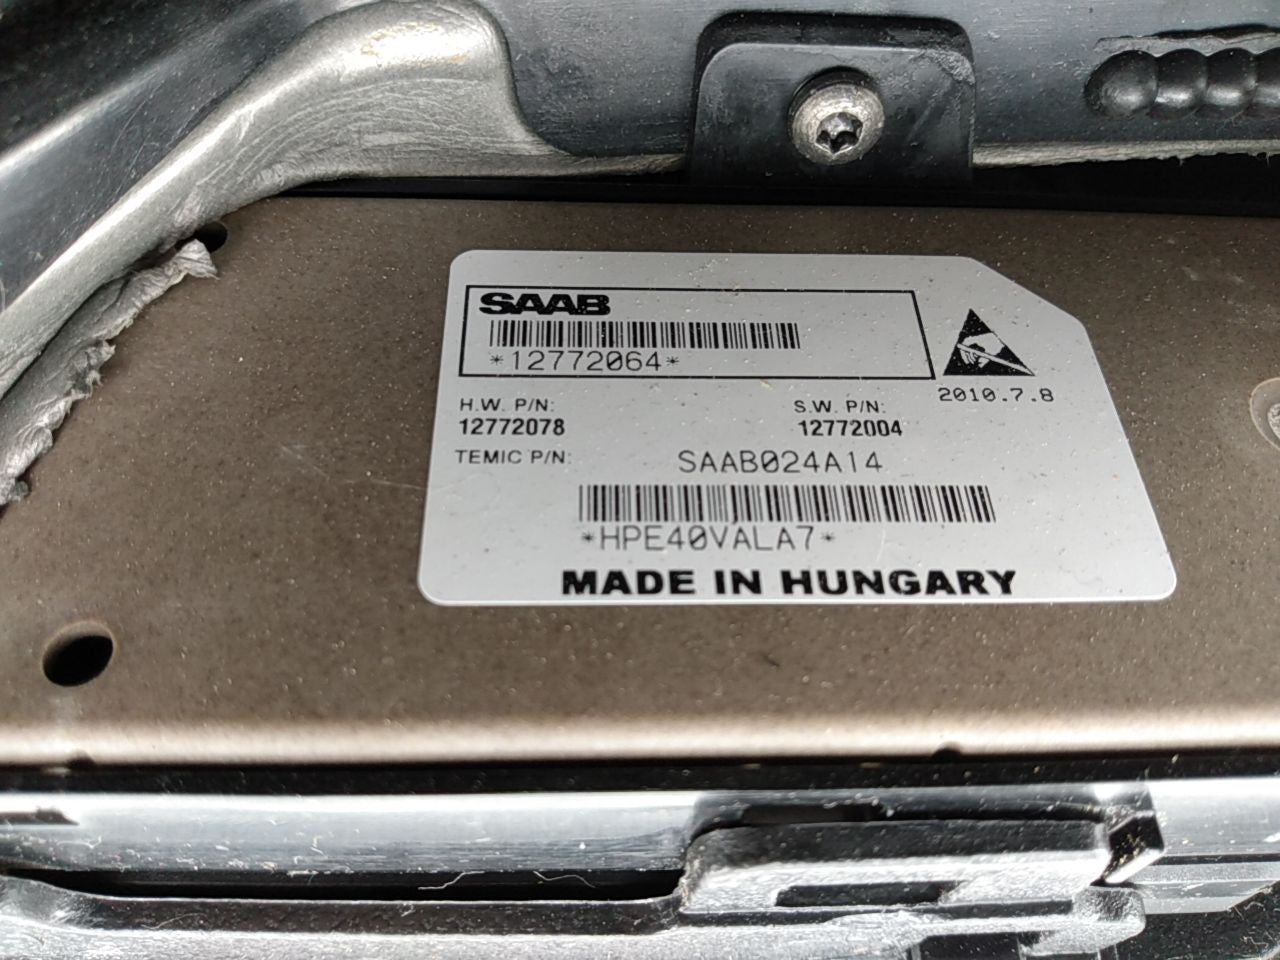 SAAB
*12772064*
2010.7.8
H.W. P/N: S.W. P/N:
12772078 12772004
TEMIC P/N: SAAB024A14
*HPE40VALA7*
MADE IN HUNGARY